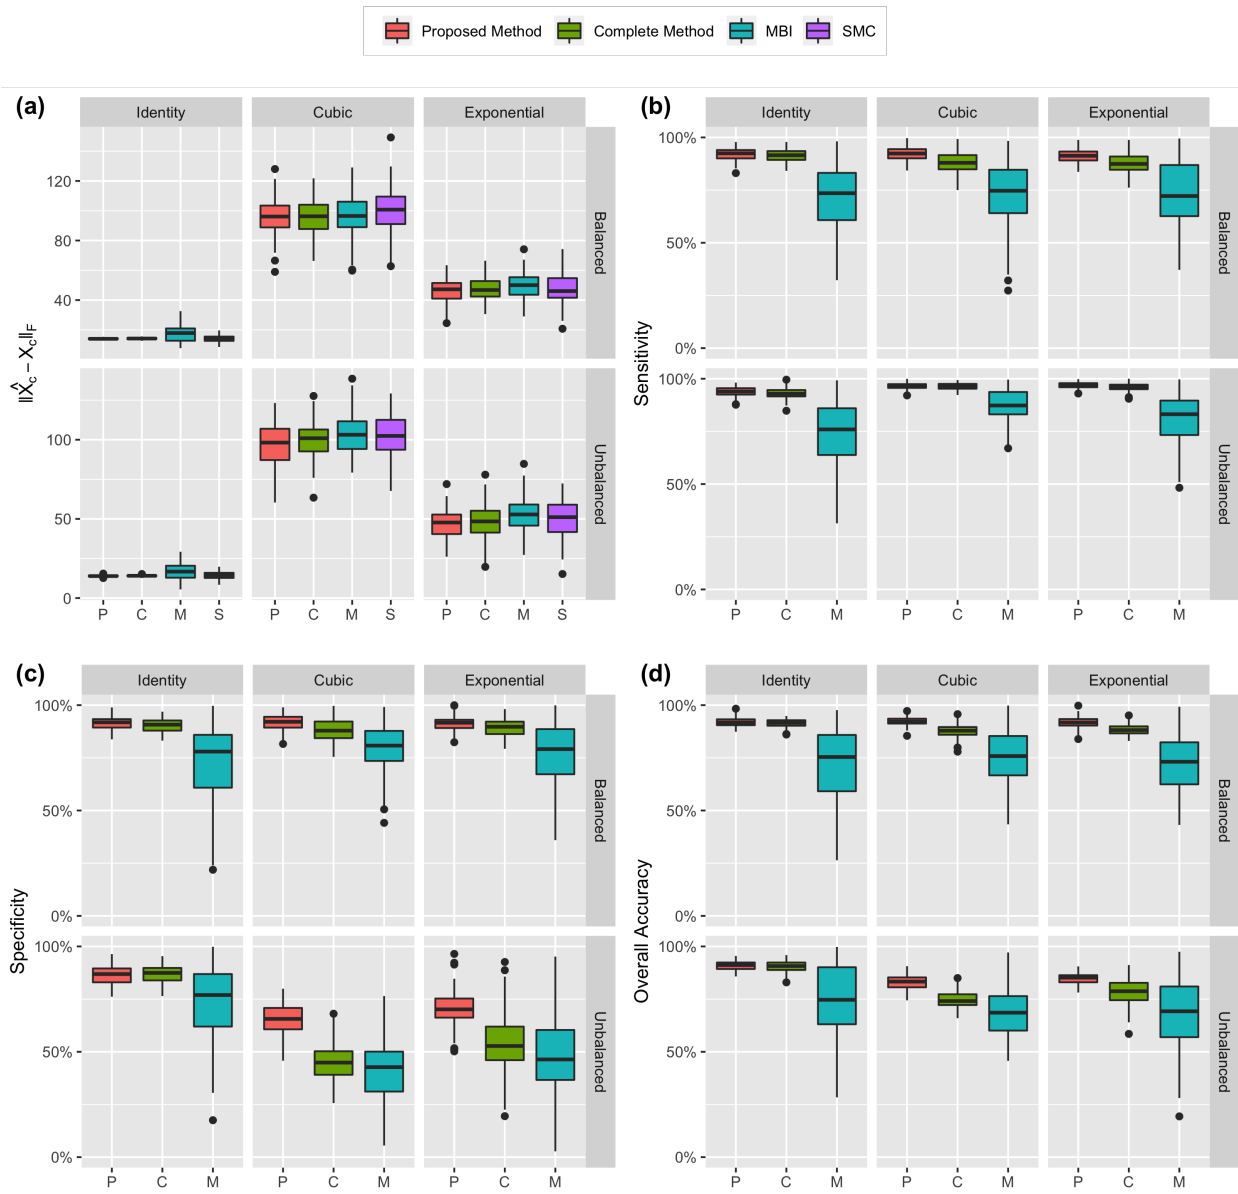 Proposed Method Complete Method MBI SMC
(a)
Identity Cubic Exponential
120
80
40
Balanced
100
50
0
Unbalanced
||X̂c − Xc||F
P C M S P C M S P C M S
(b)
Identity Cubic Exponential
100%
50%
0%
Balanced
100%
50%
0%
Unbalanced
Sensitivity
P C M P C M P C M
(c)
Identity Cubic Exponential
100%
50%
0%
Balanced
100%
50%
0%
Unbalanced
Specificity
P C M P C M P C M
(d)
Identity Cubic Exponential
100%
50%
0%
Balanced
100%
50%
0%
Unbalanced
Overall Accuracy
P C M P C M P C M